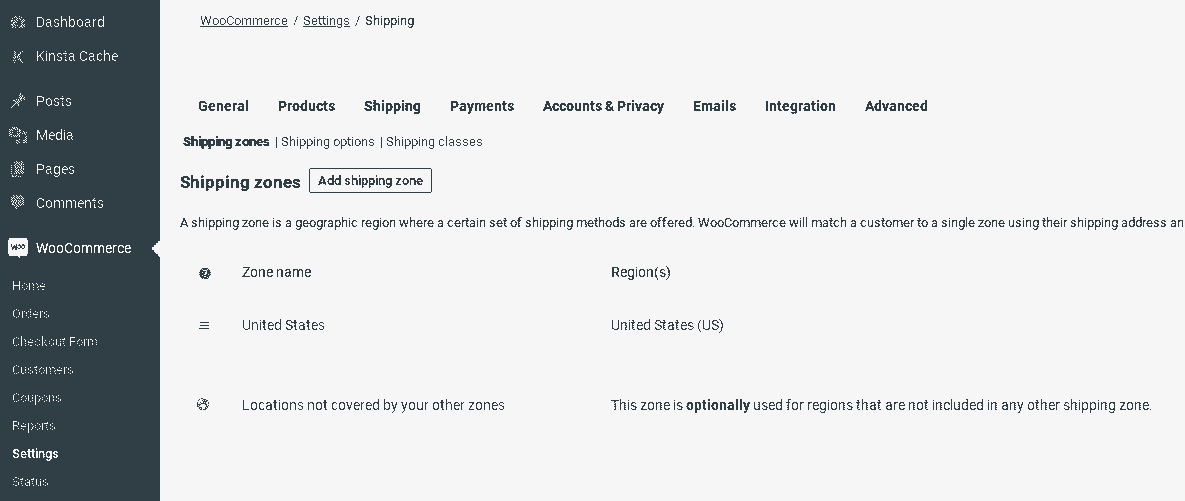 Dashboard
Kinsta Cache
Posts
Media
Pages
Comments
Woo WooCommerce
Home
Orders
Checkout Form
Customers
Coupons
Reports
Settings
Status
WooCommerce / Settings / Shipping
General Products Shipping Payments Accounts & Privacy Emails Integration Advanced
Shipping zones | Shipping options | Shipping classes
Shipping zones Add shipping zone
A shipping zone is a geographic region where a certain set of shipping methods are offered. WooCommerce will match a customer to a single zone using their shipping address an
? Zone name Region(s)
United States United States (US)
Locations not covered by your other zones This zone is optionally used for regions that are not included in any other shipping zone.